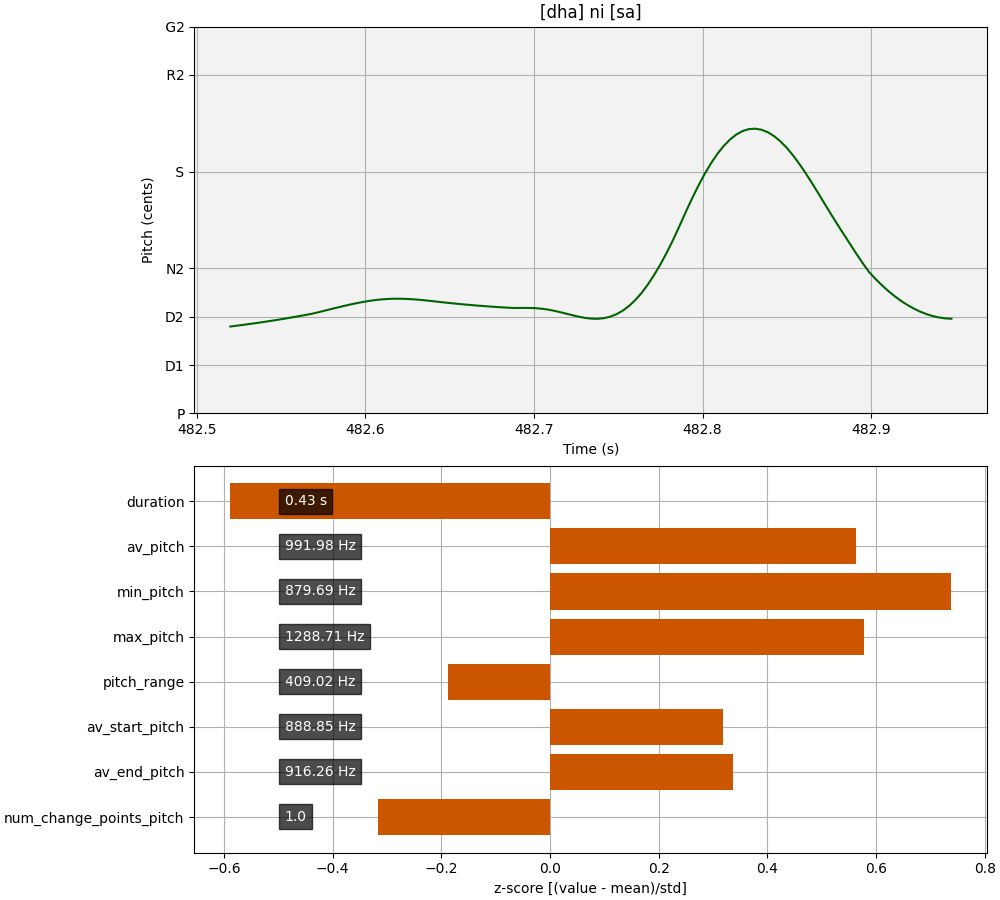 [dha] ni [sa]
G2
R2
S
N2
D2
D1
P
Pitch (cents)
482.5 482.6 482.7 482.8 482.9
Time (s)
duration 0.43 s
av_pitch 991.98 Hz
min_pitch 879.69 Hz
max_pitch 1288.71 Hz
pitch_range 409.02 Hz
av_start_pitch 888.85 Hz
av_end_pitch 916.26 Hz
num_change_points_pitch 1.0
−0.6 −0.4 −0.2 0.0 0.2 0.4 0.6 0.8
z-score [(value - mean)/std]